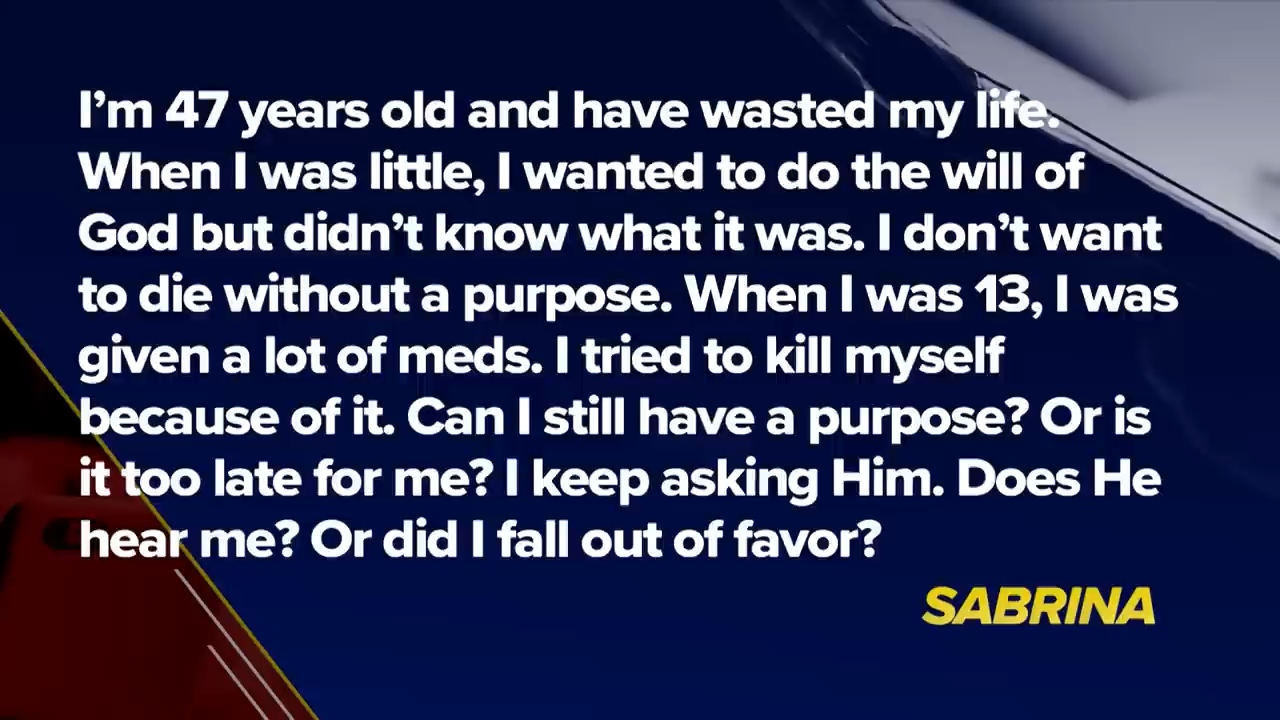 I'm 47 years old and have wasted my life.
When I was little, I wanted to do the will of
God but didn't know what it was. I don't want
to die without a purpose. When I was 13, I was
given a lot of meds. I tried to kill myself
because of it. Can I still have a purpose? Or is
it too late for me? I keep asking Him. Does He
hear me? Or did I fall out of favor?
SABRINA